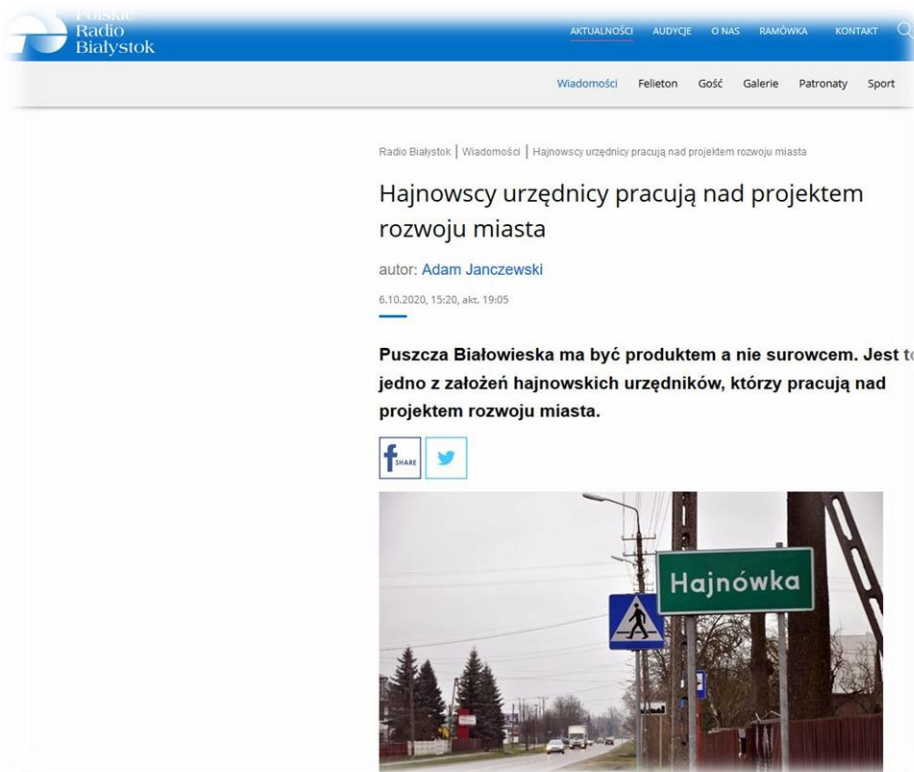 Polskie
Radio
Białystok
AKTUALNOŚCI AUDYCJE O NAS RAMÓWKA KONTAKT
Wiadomości Felieton Gość Galerie Patronaty Sport
Radio Białystok | Wiadomości | Hajnowscy urzędnicy pracują nad projektem rozwoju miasta
Hajnowscy urzędnicy pracują nad projektem
rozwoju miasta
autor: Adam Janczewski
6.10.2020, 15:20, akt. 19:05
Puszcza Białowieska ma być produktem a nie surowcem. Jest to
jedno z założeń hajnowskich urzędników, którzy pracują nad
projektem rozwoju miasta.
f SHARE
Hajnówka